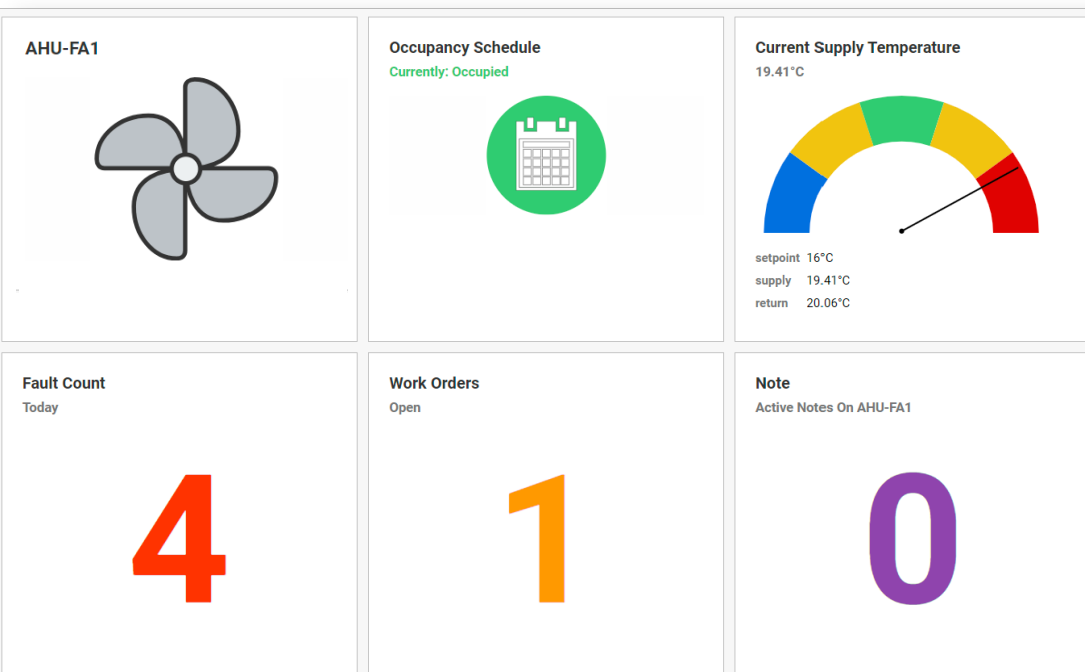 AHU-FA1
Occupancy Schedule
Currently: Occupied
Current Supply Temperature
19.41°C
setpoint 16°C
supply 19.41°C
return 20.06°C
Fault Count
Today
4
Work Orders
Open
1
Note
Active Notes On AHU-FA1
0